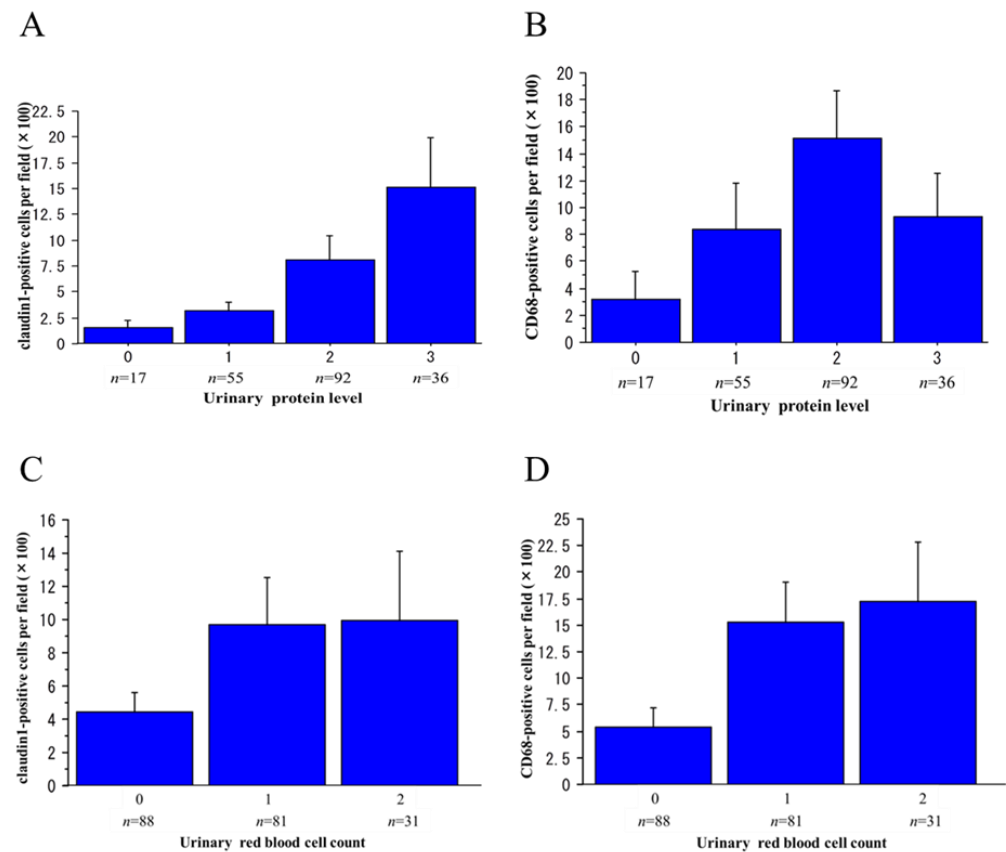 A
claudin1-positive cells per field (×100)
22.5
20
17.5
15
12.5
10
7.5
5
2.5
0
0 1 2 3
n=17 n=55 n=92 n=36
Urinary protein level
B
CD68-positive cells per field (×100)
20
18
16
14
12
10
8
6
4
2
0
0 1 2 3
n=17 n=55 n=92 n=36
Urinary protein level
C
claudin1-positive cells per field (×100)
16
14
12
10
8
6
4
2
0
0 1 2
n=88 n=81 n=31
Urinary red blood cell count
D
CD68-positive cells per field (×100)
25
22.5
20
17.5
15
12.5
10
7.5
5
2.5
0
0 1 2
n=88 n=81 n=31
Urinary red blood cell count